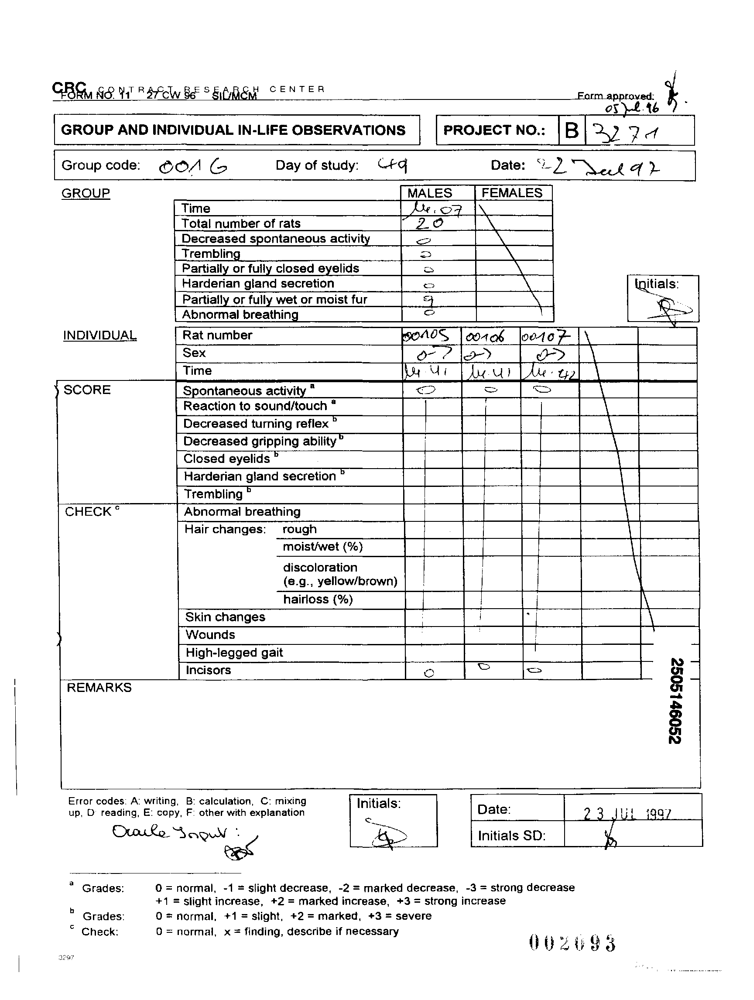 CRC CONTRACT RESEARCH CENTER
FORM NO. 11 27 CW 96 SIL/MCM
Form approved:
05 Jul 96
GROUP AND INDIVIDUAL IN-LIFE OBSERVATIONS PROJECT NO.: B 3271
Group code: 0016 Day of study: 49 Date: 22 Jul 97
GROUP MALES FEMALES
Time 14.07
Total number of rats 20
Decreased spontaneous activity 0
Trembling 0
Partially or fully closed eyelids 0
Harderian gland secretion 0 Initials:
Partially or fully wet or moist fur
Abnormal breathing 0
INDIVIDUAL Rat number 00105 00106 00107
Sex
Time 14.41 14.41 14.42
SCORE Spontaneous activity a 0 0 0
Reaction to sound/touch a
Decreased turning reflex b
Decreased gripping ability b
Closed eyelids b
Harderian gland secretion b
Trembling b
CHECK c Abnormal breathing
Hair changes: rough
moist/wet (%)
discoloration
(e.g., yellow/brown)
hairloss (%)
Skin changes
Wounds
High-legged gait
Incisors 0 0 0
REMARKS
2505146052
Error codes: A: writing, B: calculation, C: mixing
up, D reading, E: copy, F: other with explanation
Initials:
Date: 23 JUL 1997
Initials SD:
Oracle Input:
a Grades: 0 = normal, -1 = slight decrease, -2 = marked decrease, -3 = strong decrease
+1 = slight increase, +2 = marked increase, +3 = strong increase
b Grades: 0 = normal, +1 = slight, +2 = marked, +3 = severe
c Check: 0 = normal, x = finding, describe if necessary
002693
3297